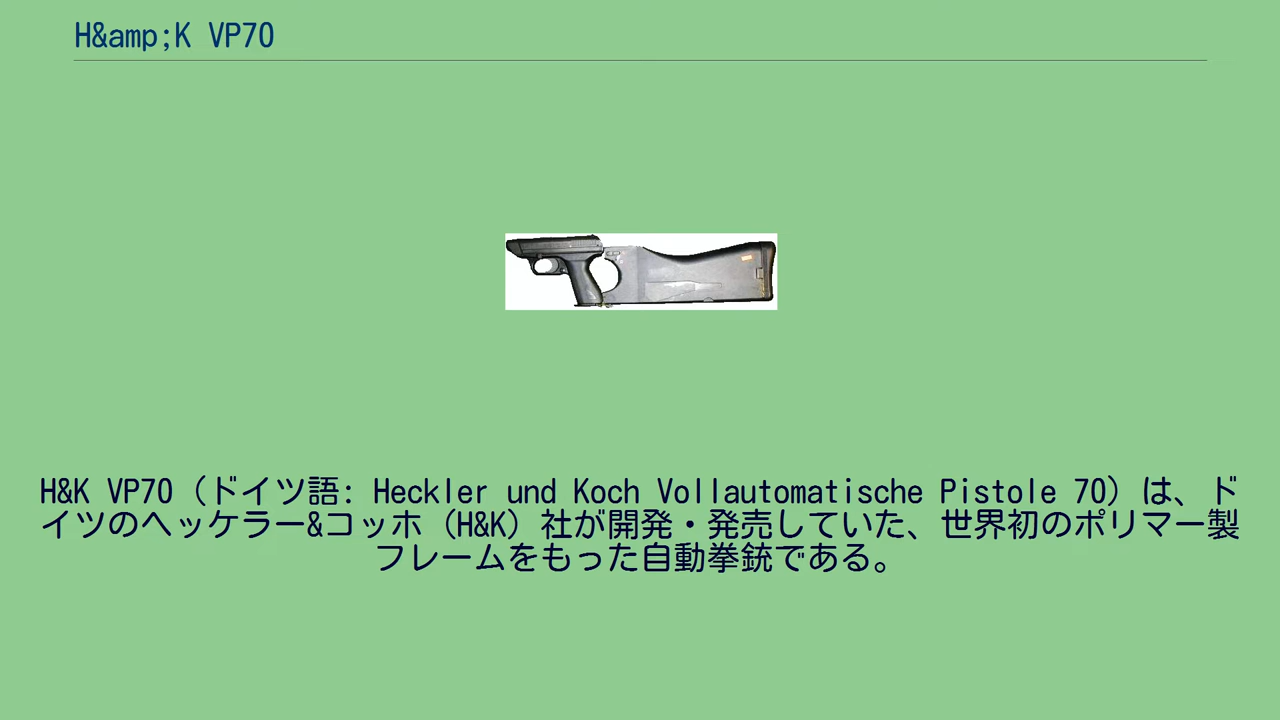 H&amp;K VP70
H&K VP70（ドイツ語: Heckler und Koch Vollautomatische Pistole 70）は、ド
イツのヘッケラー&コッホ（H&K）社が開発・発売していた、世界初のポリマー製
フレームをもった自動拳銃である。